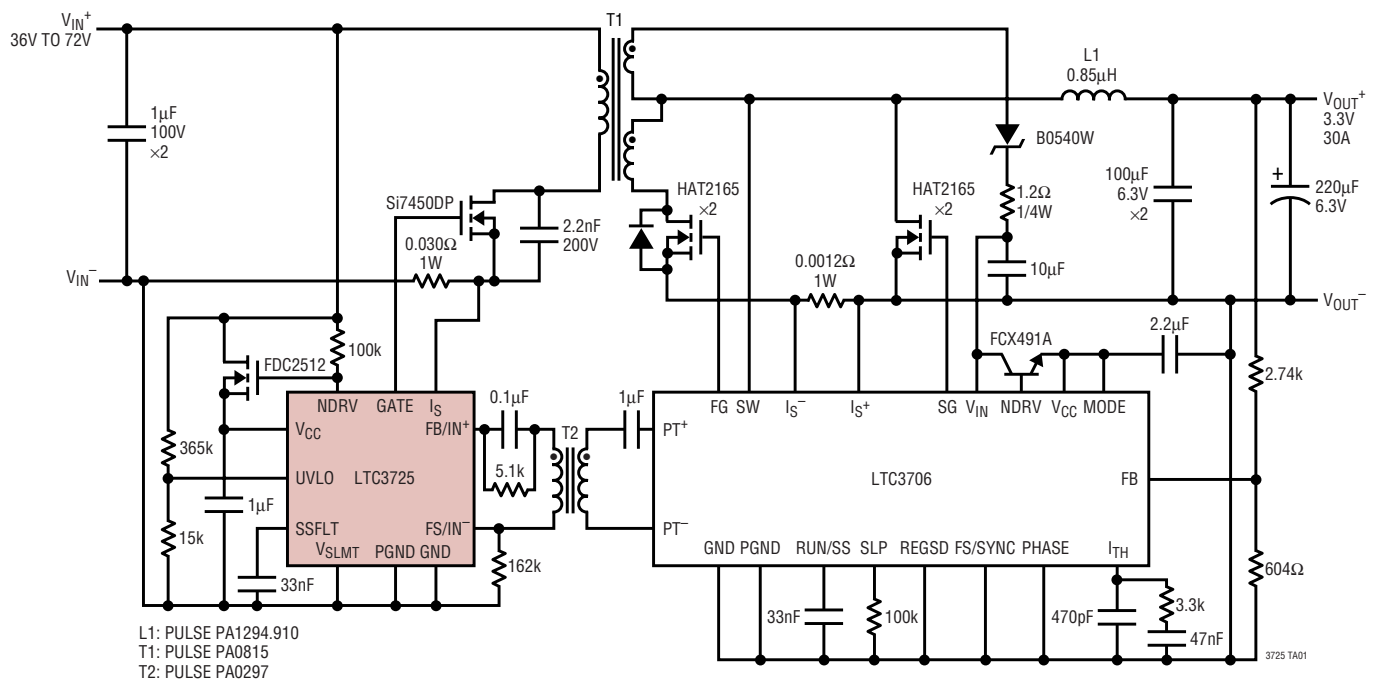 VIN+
36V TO 72V
T1
L1
0.85µH
VOUT+
3.3V
30A
1µF
100V
×2
B0540W
Si7450DP
HAT2165
×2
HAT2165
×2
1.2Ω
1/4W
100µF
6.3V
×2
+
220µF
6.3V
2.2nF
200V
0.030Ω
1W
VIN–
0.0012Ω
1W
10µF
VOUT–
100k
FDC2512
FCX491A
2.2µF
2.74k
NDRV GATE IS
0.1µF
T2
1µF
FG SW IS– IS+ SG VIN NDRV VCC MODE
VCC
FB/IN+
PT+
365k
5.1k
UVLO
LTC3725
LTC3706
FB
1µF
15k
SSFLT
FS/IN–
PT–
VSLMT PGND GND
GND PGND RUN/SS SLP REGSD FS/SYNC PHASE ITH
33nF
162k
604Ω
33nF
100k
470pF
3.3k
47nF
L1: PULSE PA1294.910
T1: PULSE PA0815
T2: PULSE PA0297
3725 TA01